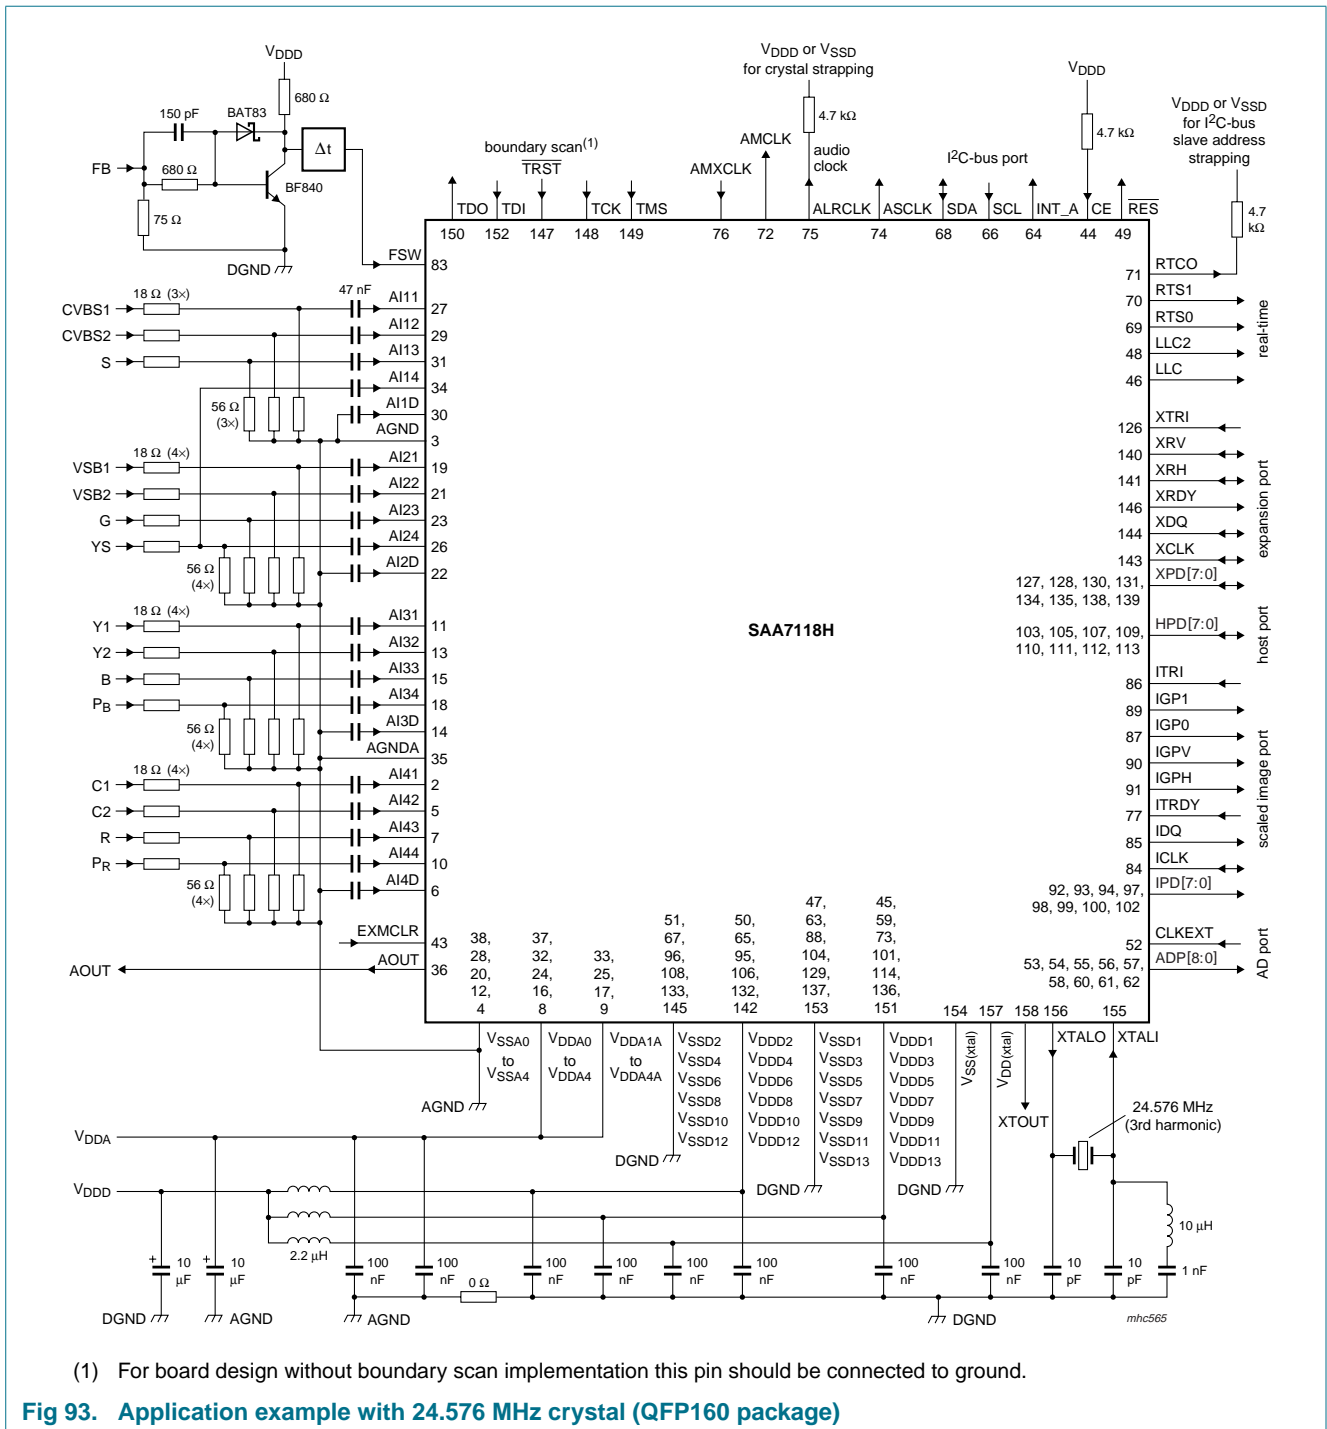 VDDD
680 Ω
150 pF
BAT83
Δt
FB
680 Ω
BF840
75 Ω
DGND
VDDD or VSSD
for crystal strapping
4.7 kΩ
AMCLK
audio
clock
boundary scan(1)
TRST
AMXCLK
I2C-bus port
VDDD
4.7 kΩ
VDDD or VSSD
for I2C-bus
slave address
strapping
4.7
kΩ
TDO
TDI
TCK
TMS
ALRCLK
ASCLK
SDA
SCL
INT_A
CE
RES
150
152
147
148
149
76
72
75
74
68
66
64
44
49
FSW
83
CVBS1
18 Ω (3×)
47 nF
AI11
27
CVBS2
AI12
29
S
AI13
31
AI14
34
56 Ω
(3×)
AI1D
30
AGND
3
VSB1
18 Ω (4×)
AI21
19
VSB2
AI22
21
G
AI23
23
YS
AI24
26
56 Ω
(4×)
AI2D
22
Y1
18 Ω (4×)
AI31
11
Y2
AI32
13
B
AI33
15
PB
AI34
18
56 Ω
(4×)
AI3D
14
AGNDA
35
C1
18 Ω (4×)
AI41
2
C2
AI42
5
R
AI43
7
PR
AI44
10
56 Ω
(4×)
AI4D
6
EXMCLR
43
AOUT
AOUT
36
SAA7118H
71
RTCO
70
RTS1
69
RTS0
48
LLC2
46
LLC
real-time
126
XTRI
140
XRV
141
XRH
146
XRDY
144
XDQ
143
XCLK
127, 128, 130, 131,
134, 135, 138, 139
XPD[7:0]
expansion port
103, 105, 107, 109,
110, 111, 112, 113
HPD[7:0]
host port
86
ITRI
89
IGP1
87
IGP0
90
IGPV
91
IGPH
77
ITRDY
85
IDQ
84
ICLK
92, 93, 94, 97,
98, 99, 100, 102
IPD[7:0]
scaled image port
52
CLKEXT
53, 54, 55, 56, 57,
58, 60, 61, 62
ADP[8:0]
AD port
38,
28,
20,
12,
4
37,
32,
24,
16,
8
33,
25,
17,
9
51,
67,
96,
108,
133,
145
50,
65,
95,
106,
132,
142
47,
63,
88,
104,
129,
137,
153
45,
59,
73,
101,
114,
136,
151
154
157
158
156
155
VSSA0
to
VSSA4
VDDA0
to
VDDA4
VDDA1A
to
VDDA4A
VSSD2
VSSD4
VSSD6
VSSD8
VSSD10
VSSD12
VDDD2
VDDD4
VDDD6
VDDD8
VDDD10
VDDD12
VSSD1
VSSD3
VSSD5
VSSD7
VSSD9
VSSD11
VSSD13
VDDD1
VDDD3
VDDD5
VDDD7
VDDD9
VDDD11
VDDD13
VSS(xtal)
VDD(xtal)
XTALO
XTALI
XTOUT
24.576 MHz
(3rd harmonic)
AGND
DGND
DGND
DGND
VDDA
VDDD
2.2 μH
10 μH
+
10
μF
+
10
μF
100
nF
100
nF
0 Ω
100
nF
100
nF
100
nF
100
nF
100
nF
100
nF
10
pF
10
pF
1 nF
DGND
AGND
AGND
DGND
mhc565
(1) For board design without boundary scan implementation this pin should be connected to ground.
Fig 93. Application example with 24.576 MHz crystal (QFP160 package)